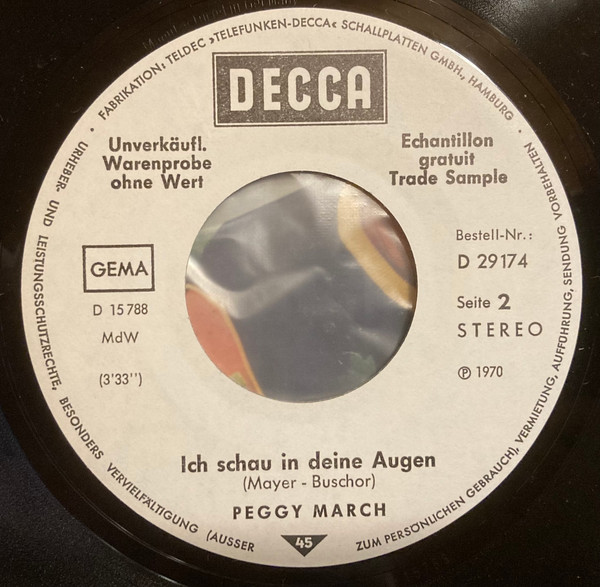 · FABRIKATION: TELDEC »TELEFUNKEN-DECCA« SCHALLPLATTEN GMBH., HAMBURG ·
DECCA
Unverkäufl.
Warenprobe
ohne Wert
Echantillon
gratuit
Trade Sample
GEMA
D 15 788
MdW
(3'33'')
Bestell-Nr.:
D 29174
Seite 2
STEREO
℗ 1970
Ich schau in deine Augen
(Mayer - Buschor)
PEGGY MARCH
45
URHEBER- UND LEISTUNGSSCHUTZRECHTE, BESONDERS VERVIELFÄLTIGUNG (AUSSER ZUM PERSÖNLICHEN GEBRAUCH), VERMIETUNG, AUFFÜHRUNG, SENDUNG VORBEHALTEN